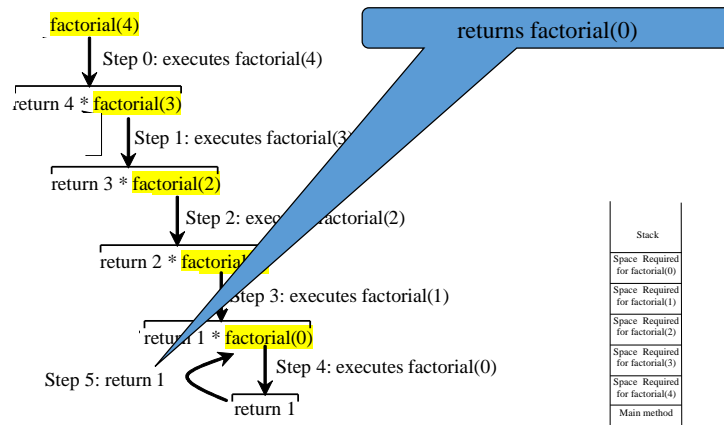 factorial(4)
returns factorial(0)
Step 0: executes factorial(4)
return 4 * factorial(3)
Step 1: executes factorial(3)
return 3 * factorial(2)
Step 2: factorial(2)
return 2 *
Step 3: executes factorial(1)
return 1 * factorial(0)
Step 5: return 1
Step 4: executes factorial(0)
return 1
Stack
Space Required
for factorial(0)
Space Required
for factorial(1)
Space Required
for factorial(2)
Space Required
for factorial(3)
Space Required
for factorial(4)
Main method